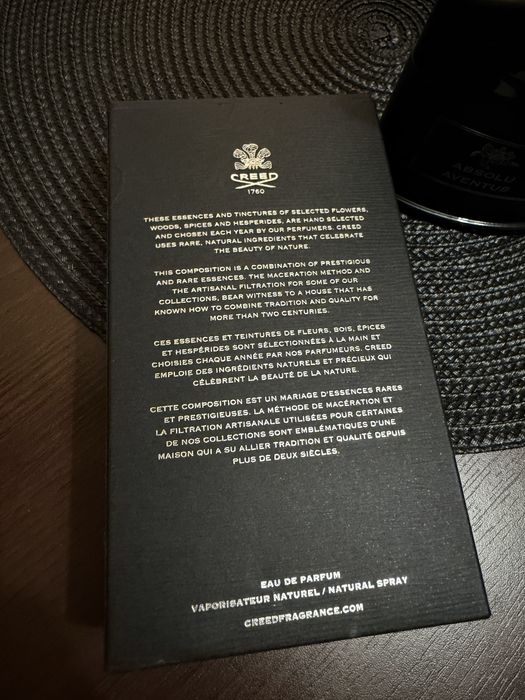 CREED
1760
THESE ESSENCES AND TINCTURES OF SELECTED FLOWERS,
WOODS, SPICES AND HESPERIDES, ARE HAND SELECTED
AND CHOSEN EACH YEAR BY OUR PERFUMERS. CREED
USES RARE, NATURAL INGREDIENTS THAT CELEBRATE
THE BEAUTY OF NATURE.
THIS COMPOSITION IS A COMBINATION OF PRESTIGIOUS
AND RARE ESSENCES. THE MACERATION METHOD AND
THE ARTISANAL FILTRATION FOR SOME OF OUR
COLLECTIONS, BEAR WITNESS TO A HOUSE THAT HAS
KNOWN HOW TO COMBINE TRADITION AND QUALITY FOR
MORE THAN TWO CENTURIES.
CES ESSENCES ET TEINTURES DE FLEURS, BOIS, ÉPICES
ET HESPÉRIDES SONT SÉLECTIONNÉES À LA MAIN ET
CHOISIES CHAQUE ANNÉE PAR NOS PARFUMEURS. CREED
EMPLOIE DES INGRÉDIENTS NATURELS ET PRÉCIEUX QUI
CÉLÈBRENT LA BEAUTÉ DE LA NATURE.
CETTE COMPOSITION EST UN MARIAGE D'ESSENCES RARES
ET PRESTIGIEUSES. LA MÉTHODE DE MACÉRATION ET
LA FILTRATION ARTISANALE UTILISÉES POUR CERTAINES
DE NOS COLLECTIONS SONT EMBLÉMATIQUES D'UNE
MAISON QUI A SU ALLIER TRADITION ET QUALITÉ DEPUIS
PLUS DE DEUX SIÈCLES.
EAU DE PARFUM
VAPORISATEUR NATUREL / NATURAL SPRAY
CREEDFRAGRANCE.COM
ABSOLU
AVENTUS